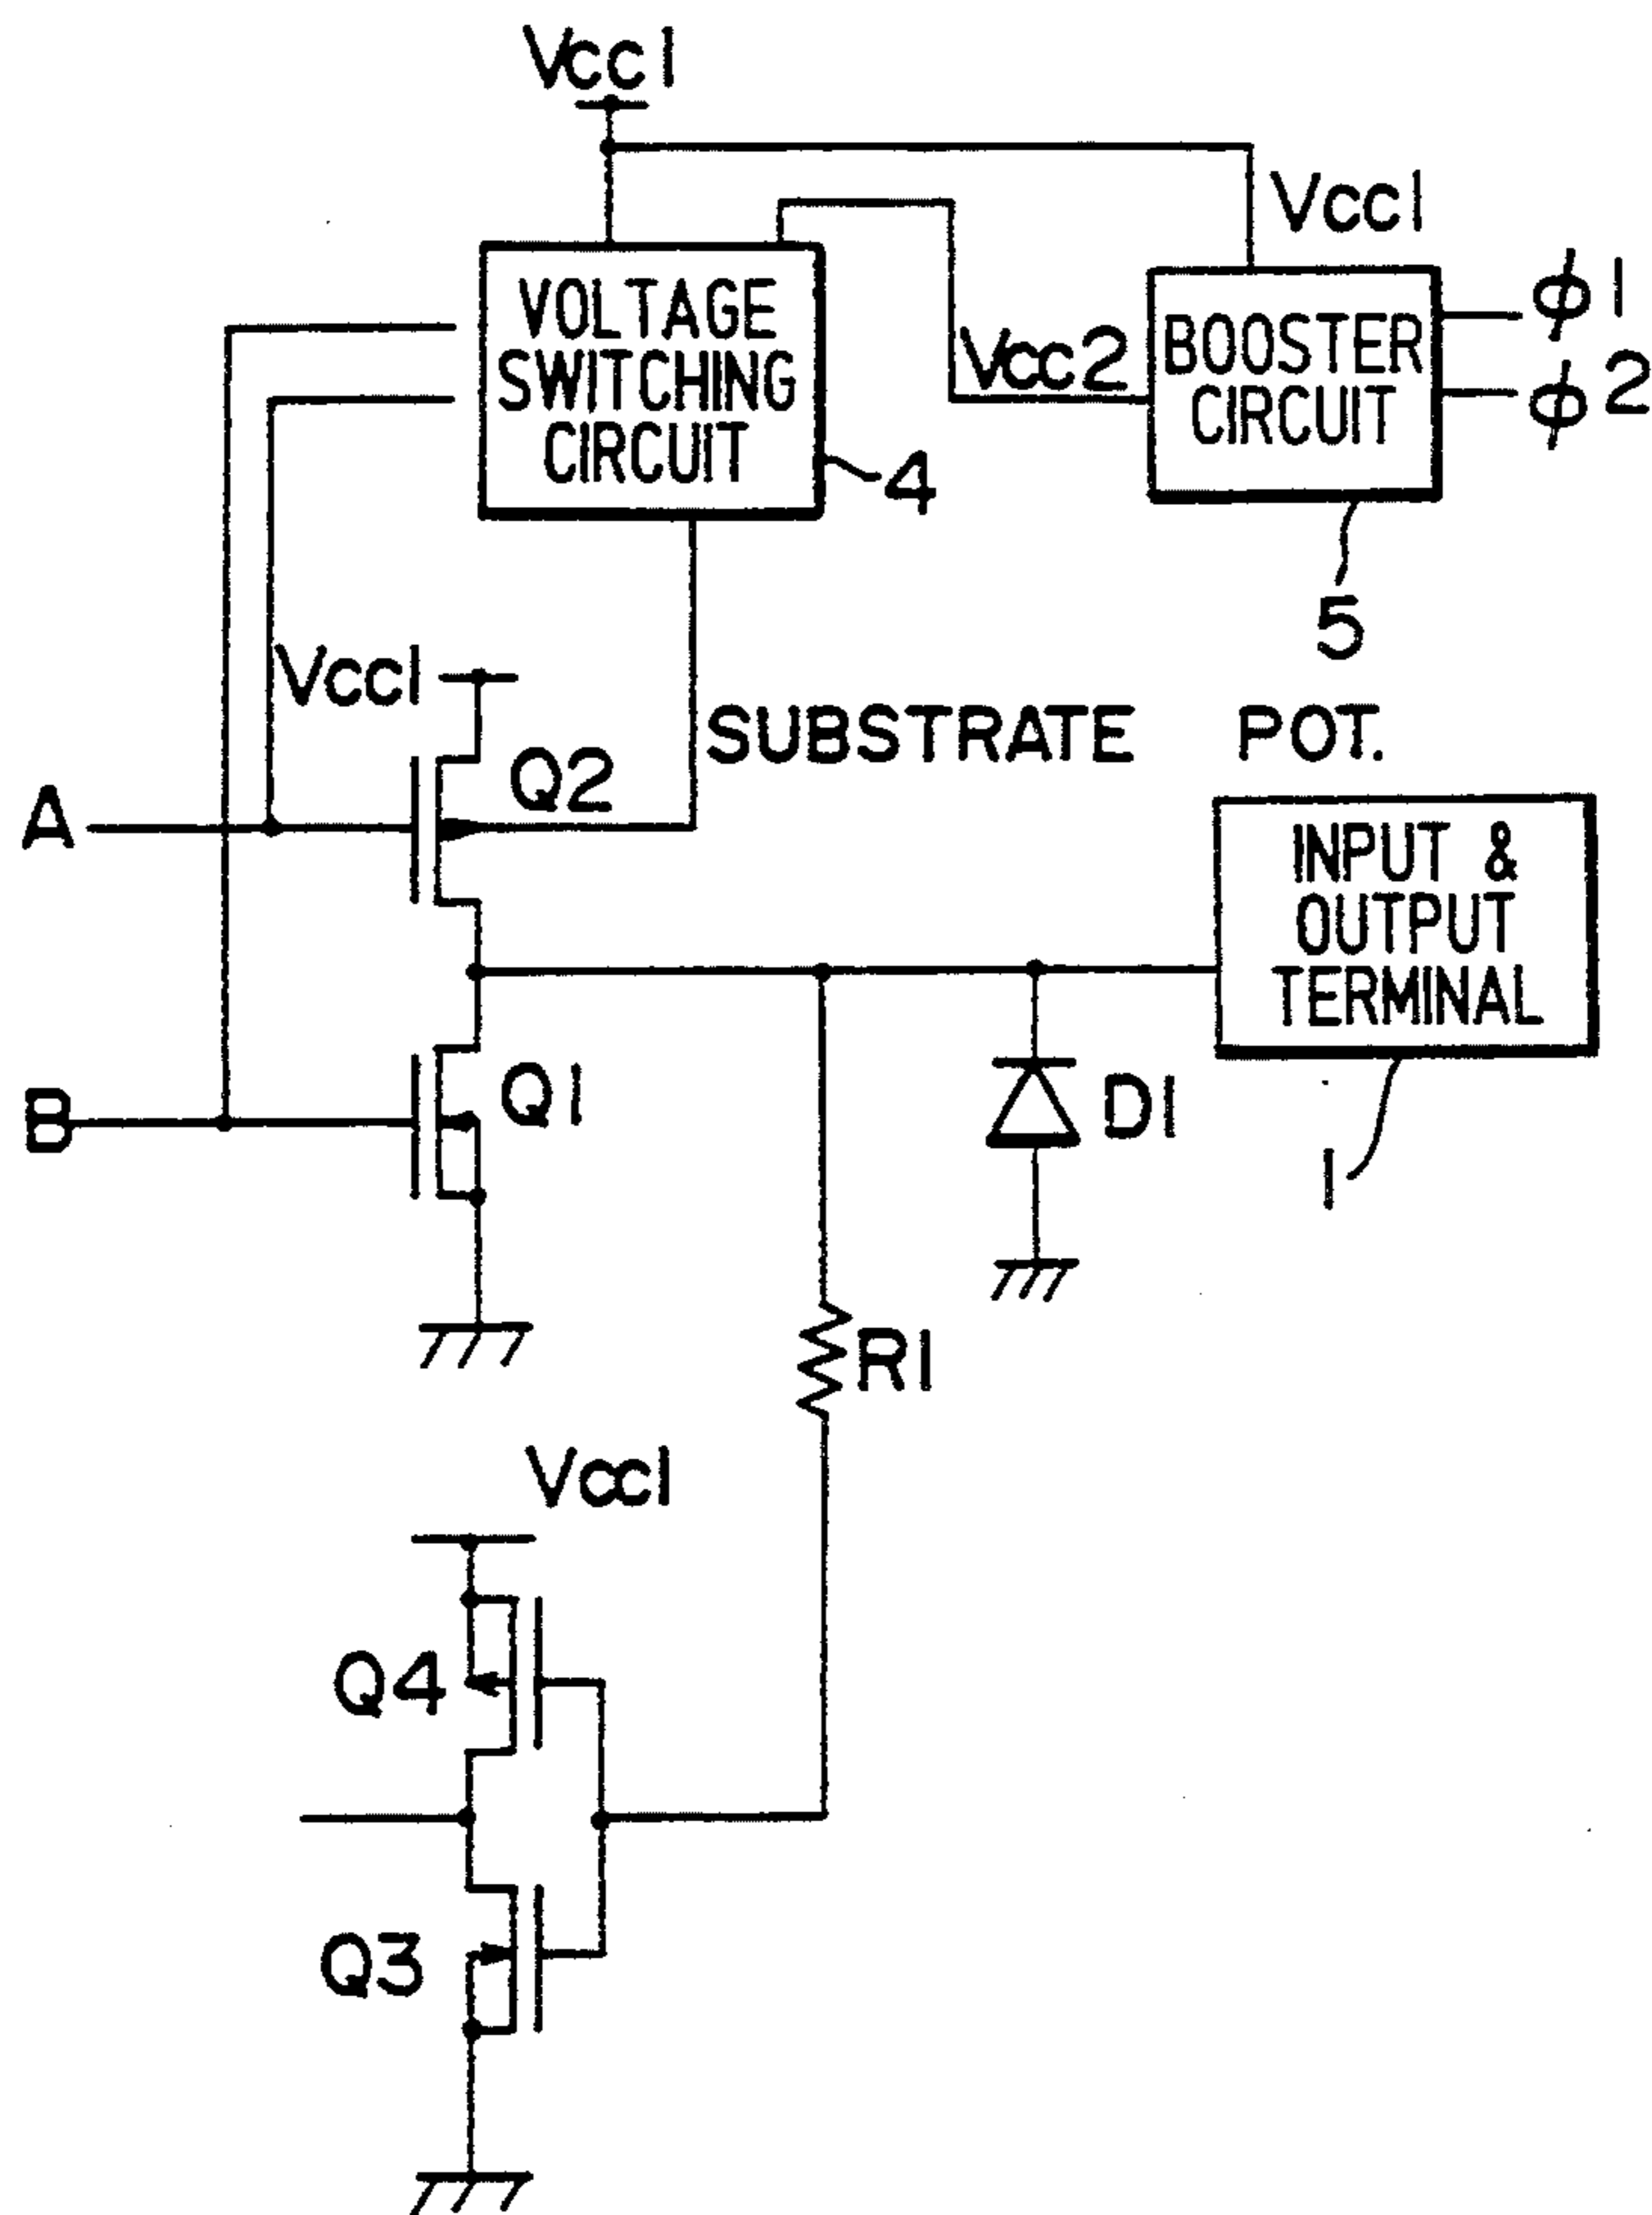 Vcc1
Vcc1
VOLTAGE
SWITCHING
CIRCUIT
Vcc2
BOOSTER
CIRCUIT
ϕ1
ϕ2
4
5
Vcc1
SUBSTRATE POT.
A
Q2
INPUT &
OUTPUT
TERMINAL
B
Q1
D1
1
R1
Vcc1
Q4
Q3